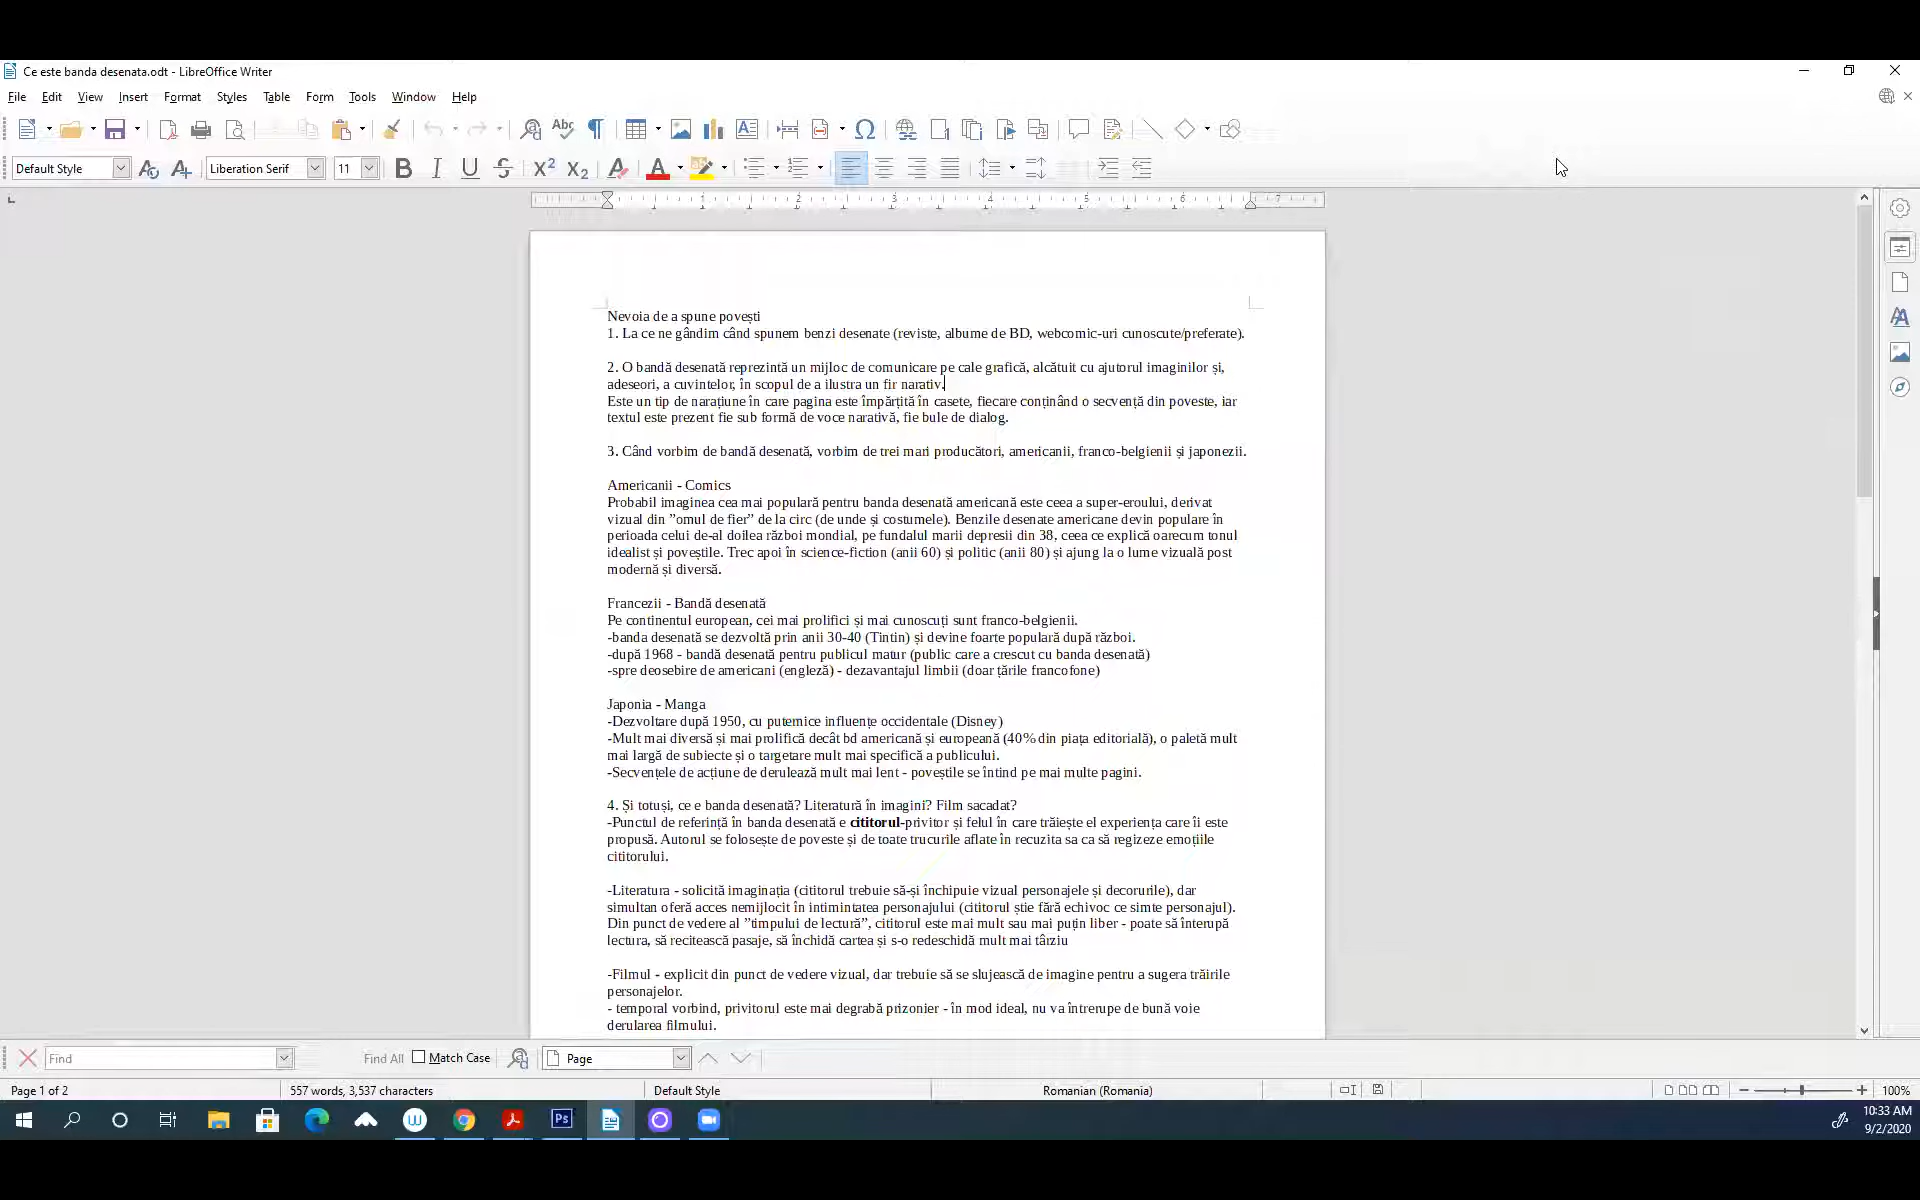 Ce este banda desenata.odt - LibreOffice Writer
File Edit View Insert Format Styles Table Form Tools Window Help
Default Style Liberation Serif 11
1 2 3 4 5 6 7
Nevoia de a spune povești
1. La ce ne gândim când spunem benzi desenate (reviste, albume de BD, webcomic-uri cunoscute/preferate).
2. O bandă desenată reprezintă un mijloc de comunicare pe cale grafică, alcătuit cu ajutorul imaginilor și,
adeseori, a cuvintelor, în scopul de a ilustra un fir narativ.
Este un tip de narațiune în care pagina este împărțită în casete, fiecare conținând o secvență din poveste, iar
textul este prezent fie sub formă de voce narativă, fie bule de dialog.
3. Când vorbim de bandă desenată, vorbim de trei mari producători, americanii, franco-belgienii și japonezii.
Americanii - Comics
Probabil imaginea cea mai populară pentru banda desenată americană este ceea a super-eroului, derivat
vizual din ”omul de fier” de la circ (de unde și costumele). Benzile desenate americane devin populare în
perioada celui de-al doilea război mondial, pe fundalul marii depresii din 38, ceea ce explică oarecum tonul
idealist și poveștile. Trec apoi în science-fiction (anii 60) și politic (anii 80) și ajung la o lume vizuală post
modernă și diversă.
Francezii - Bandă desenată
Pe continentul european, cei mai prolifici și mai cunoscuți sunt franco-belgienii.
-banda desenată se dezvoltă prin anii 30-40 (Tintin) și devine foarte populară după război.
-după 1968 - bandă desenată pentru publicul matur (public care a crescut cu banda desenată)
-spre deosebire de americani (engleză) - dezavantajul limbii (doar țările francofone)
Japonia - Manga
-Dezvoltare după 1950, cu puternice influențe occidentale (Disney)
-Mult mai diversă și mai prolifică decât bd americană și europeană (40% din piața editorială), o paletă mult
mai largă de subiecte și o targetare mult mai specifică a publicului.
-Secvențele de acțiune de derulează mult mai lent - poveștile se întind pe mai multe pagini.
4. Și totuși, ce e banda desenată? Literatură în imagini? Film sacadat?
-Punctul de referință în banda desenată e cititorul-privitor și felul în care trăiește el experiența care îi este
propusă. Autorul se folosește de poveste și de toate trucurile aflate în recuzita sa ca să regizeze emoțiile
cititorului.
-Literatura - solicită imaginația (cititorul trebuie să-și închipuie vizual personajele și decorurile), dar
simultan oferă acces nemijlocit în intimintatea personajului (cititorul știe fără echivoc ce simte personajul).
Din punct de vedere al ”timpului de lectură”, cititorul este mai mult sau mai puțin liber - poate să înterupă
lectura, să recitească pasaje, să închidă cartea și s-o redeschidă mult mai târziu
-Filmul - explicit din punct de vedere vizual, dar trebuie să se slujească de imagine pentru a sugera trăirile
personajelor.
- temporal vorbind, privitorul este mai degrabă prizonier - în mod ideal, nu va întrerupe de bună voie
derularea filmului.
Find Find All Match Case Page
Page 1 of 2 557 words, 3,537 characters Default Style Romanian (Romania) 100%
10:33 AM
9/2/2020